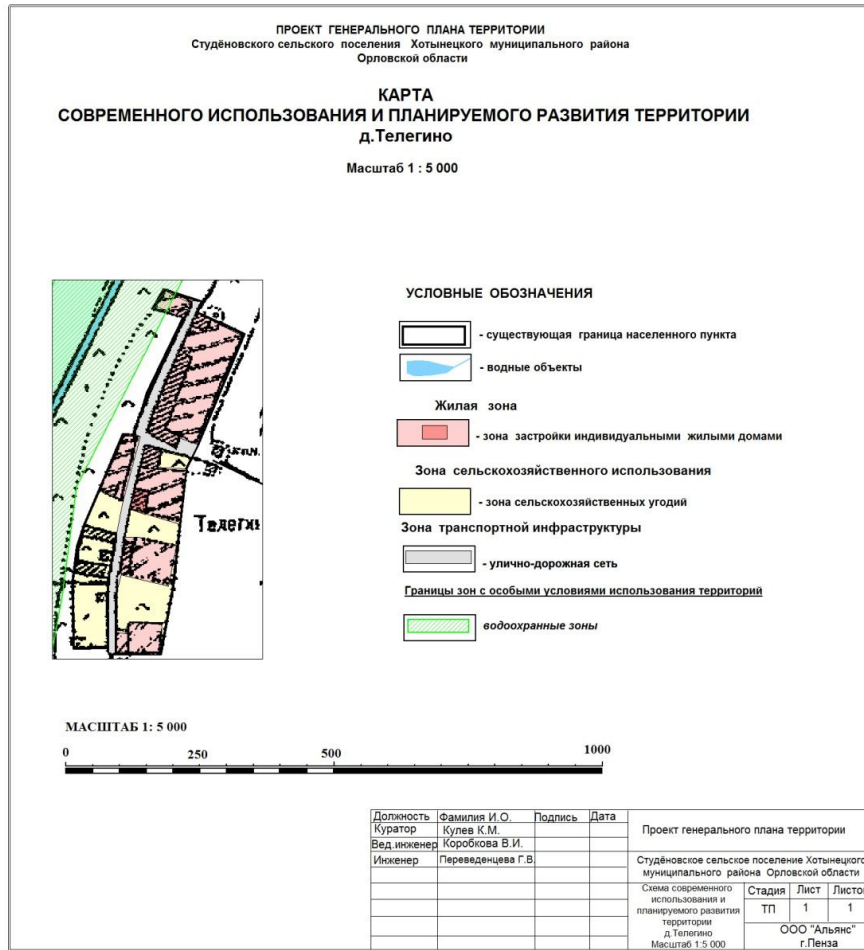 ПРОЕКТ ГЕНЕРАЛЬНОГО ПЛАНА ТЕРРИТОРИИ
Студёновского сельского поселения Хотынецкого муниципального района
Орловской области
КАРТА
СОВРЕМЕННОГО ИСПОЛЬЗОВАНИЯ И ПЛАНИРУЕМОГО РАЗВИТИЯ ТЕРРИТОРИИ
д.Телегино
Масштаб 1 : 5 000
УСЛОВНЫЕ ОБОЗНАЧЕНИЯ
- существующая граница населенного пункта
- водные объекты
Жилая зона
- зона застройки индивидуальными жилыми домами
Зона сельскохозяйственного использования
- зона сельскохозяйственных угодий
Зона транспортной инфраструктуры
- улично-дорожная сеть
Границы зон с особыми условиями использования территорий
водоохранные зоны
МАСШТАБ 1: 5 000
0 250 500 1000
Должность Фамилия И.О. Подпись Дата
Куратор Кулев К.М.
Вед.инженер Коробкова В.И.
Инженер Переведенцева Г.В.
Проект генерального плана территории
Студёновское сельское поселение Хотынецкого
муниципального района Орловской области
Схема современного
использования и
планируемого развития
территории
д.Телегино
Масштаб 1:5 000
Стадия Лист Листов
ТП 1 1
ООО "Альянс"
г.Пенза